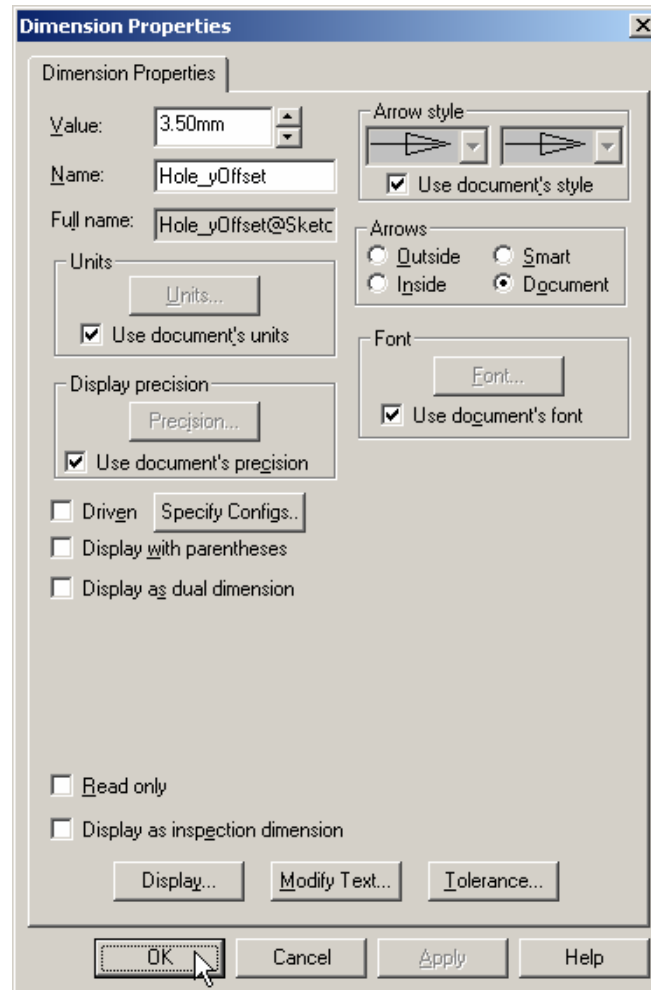 Dimension Properties
Dimension Properties
Value: 3.50mm
Name: Hole_yOffset
Full name: Hole_yOffset@Sketc
Units
Units...
Use document's units
Display precision
Precision...
Use document's precision
Driven Specify Configs..
Display with parentheses
Display as dual dimension
Arrow style
Use document's style
Arrows
Outside Smart
Inside Document
Font
Font...
Use document's font
Read only
Display as inspection dimension
Display... Modify Text... Tolerance...
OK Cancel Apply Help